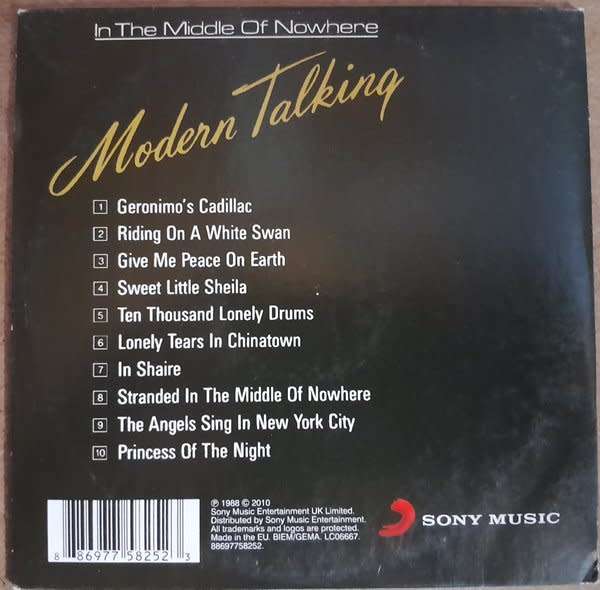 In The Middle Of Nowhere
Modern Talking
1 Geronimo's Cadillac
2 Riding On A White Swan
3 Give Me Peace On Earth
4 Sweet Little Sheila
5 Ten Thousand Lonely Drums
6 Lonely Tears In Chinatown
7 In Shaire
8 Stranded In The Middle Of Nowhere
9 The Angels Sing In New York City
10 Princess Of The Night
℗ 1988 © 2010
Sony Music Entertainment UK Limited.
Distributed by Sony Music Entertainment.
All trademarks and logos are protected.
Made in the EU. BIEM/GEMA. LC06667.
88697758252.
SONY MUSIC
8 86977 58252 3